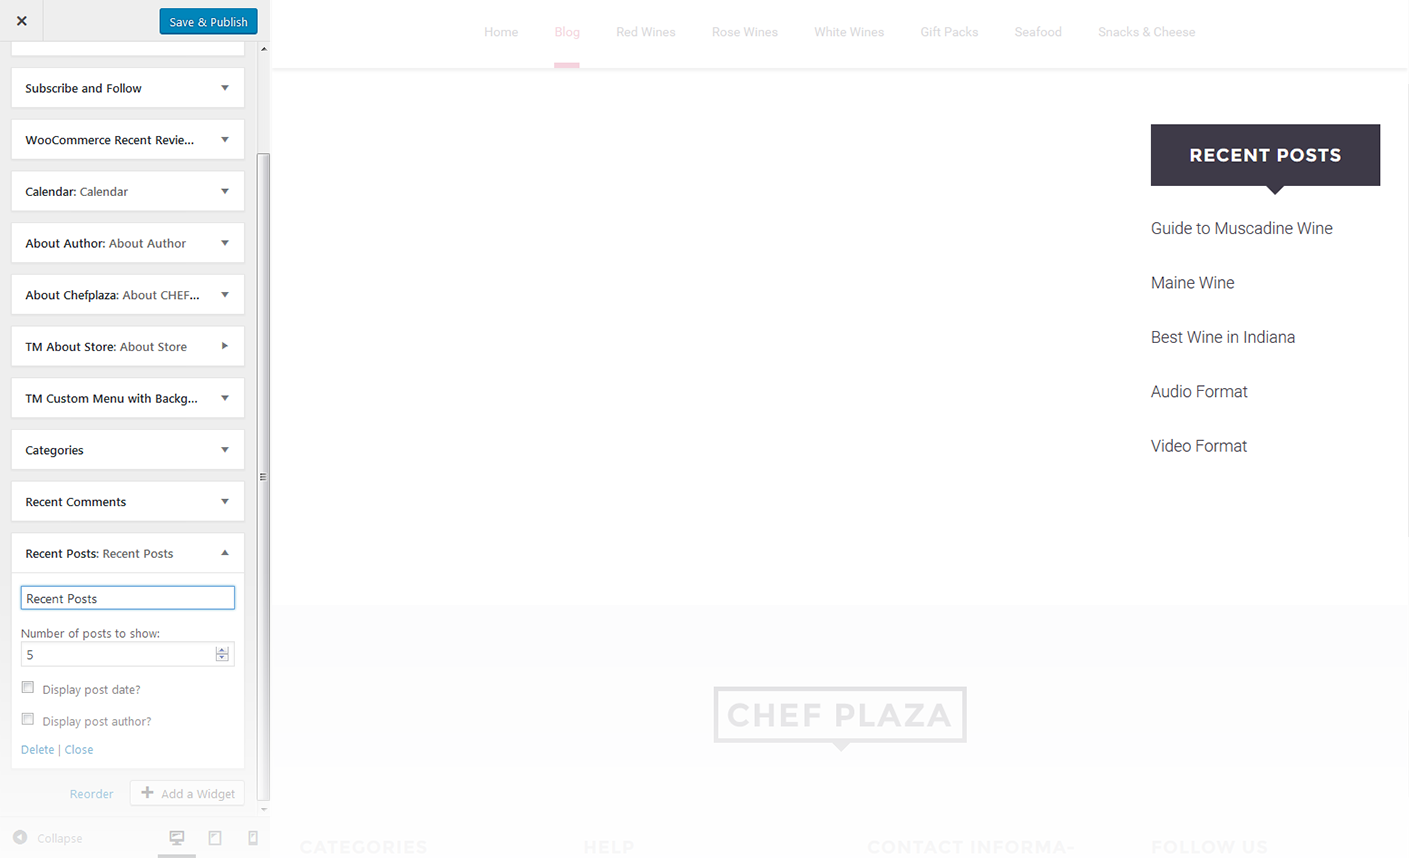 Save & Publish
Subscribe and Follow
WooCommerce Recent Revie...
Calendar: Calendar
About Author: About Author
About Chefplaza: About CHEF...
TM About Store: About Store
TM Custom Menu with Backg...
Categories
Recent Comments
Recent Posts: Recent Posts
Recent Posts
Number of posts to show:
5
Display post date?
Display post author?
Delete | Close
Reorder
Add a Widget
Collapse
Home Blog Red Wines Rose Wines White Wines Gift Packs Seafood Snacks & Cheese
RECENT POSTS
Guide to Muscadine Wine
Maine Wine
Best Wine in Indiana
Audio Format
Video Format
CHEF PLAZA
CATEGORIES HELP CONTACT INFORMA- FOLLOW US